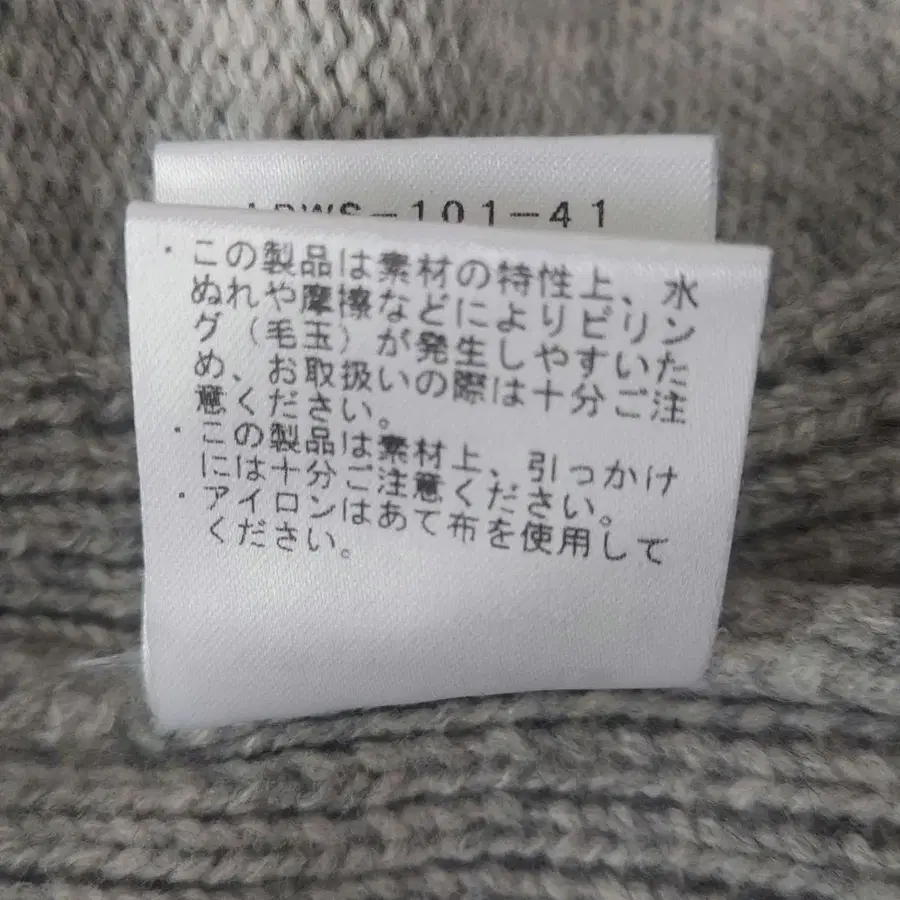 -101-41
・この製品は素材の特性上、水
ぬれや摩擦などによりピリン
グ（毛玉）が発生しやすいた
め、お取扱いの際は十分ご注
意ください。
・この製品は素材上、引っかけ
には十分ご注意ください。
・アイロンはあて布を使用して
ください。